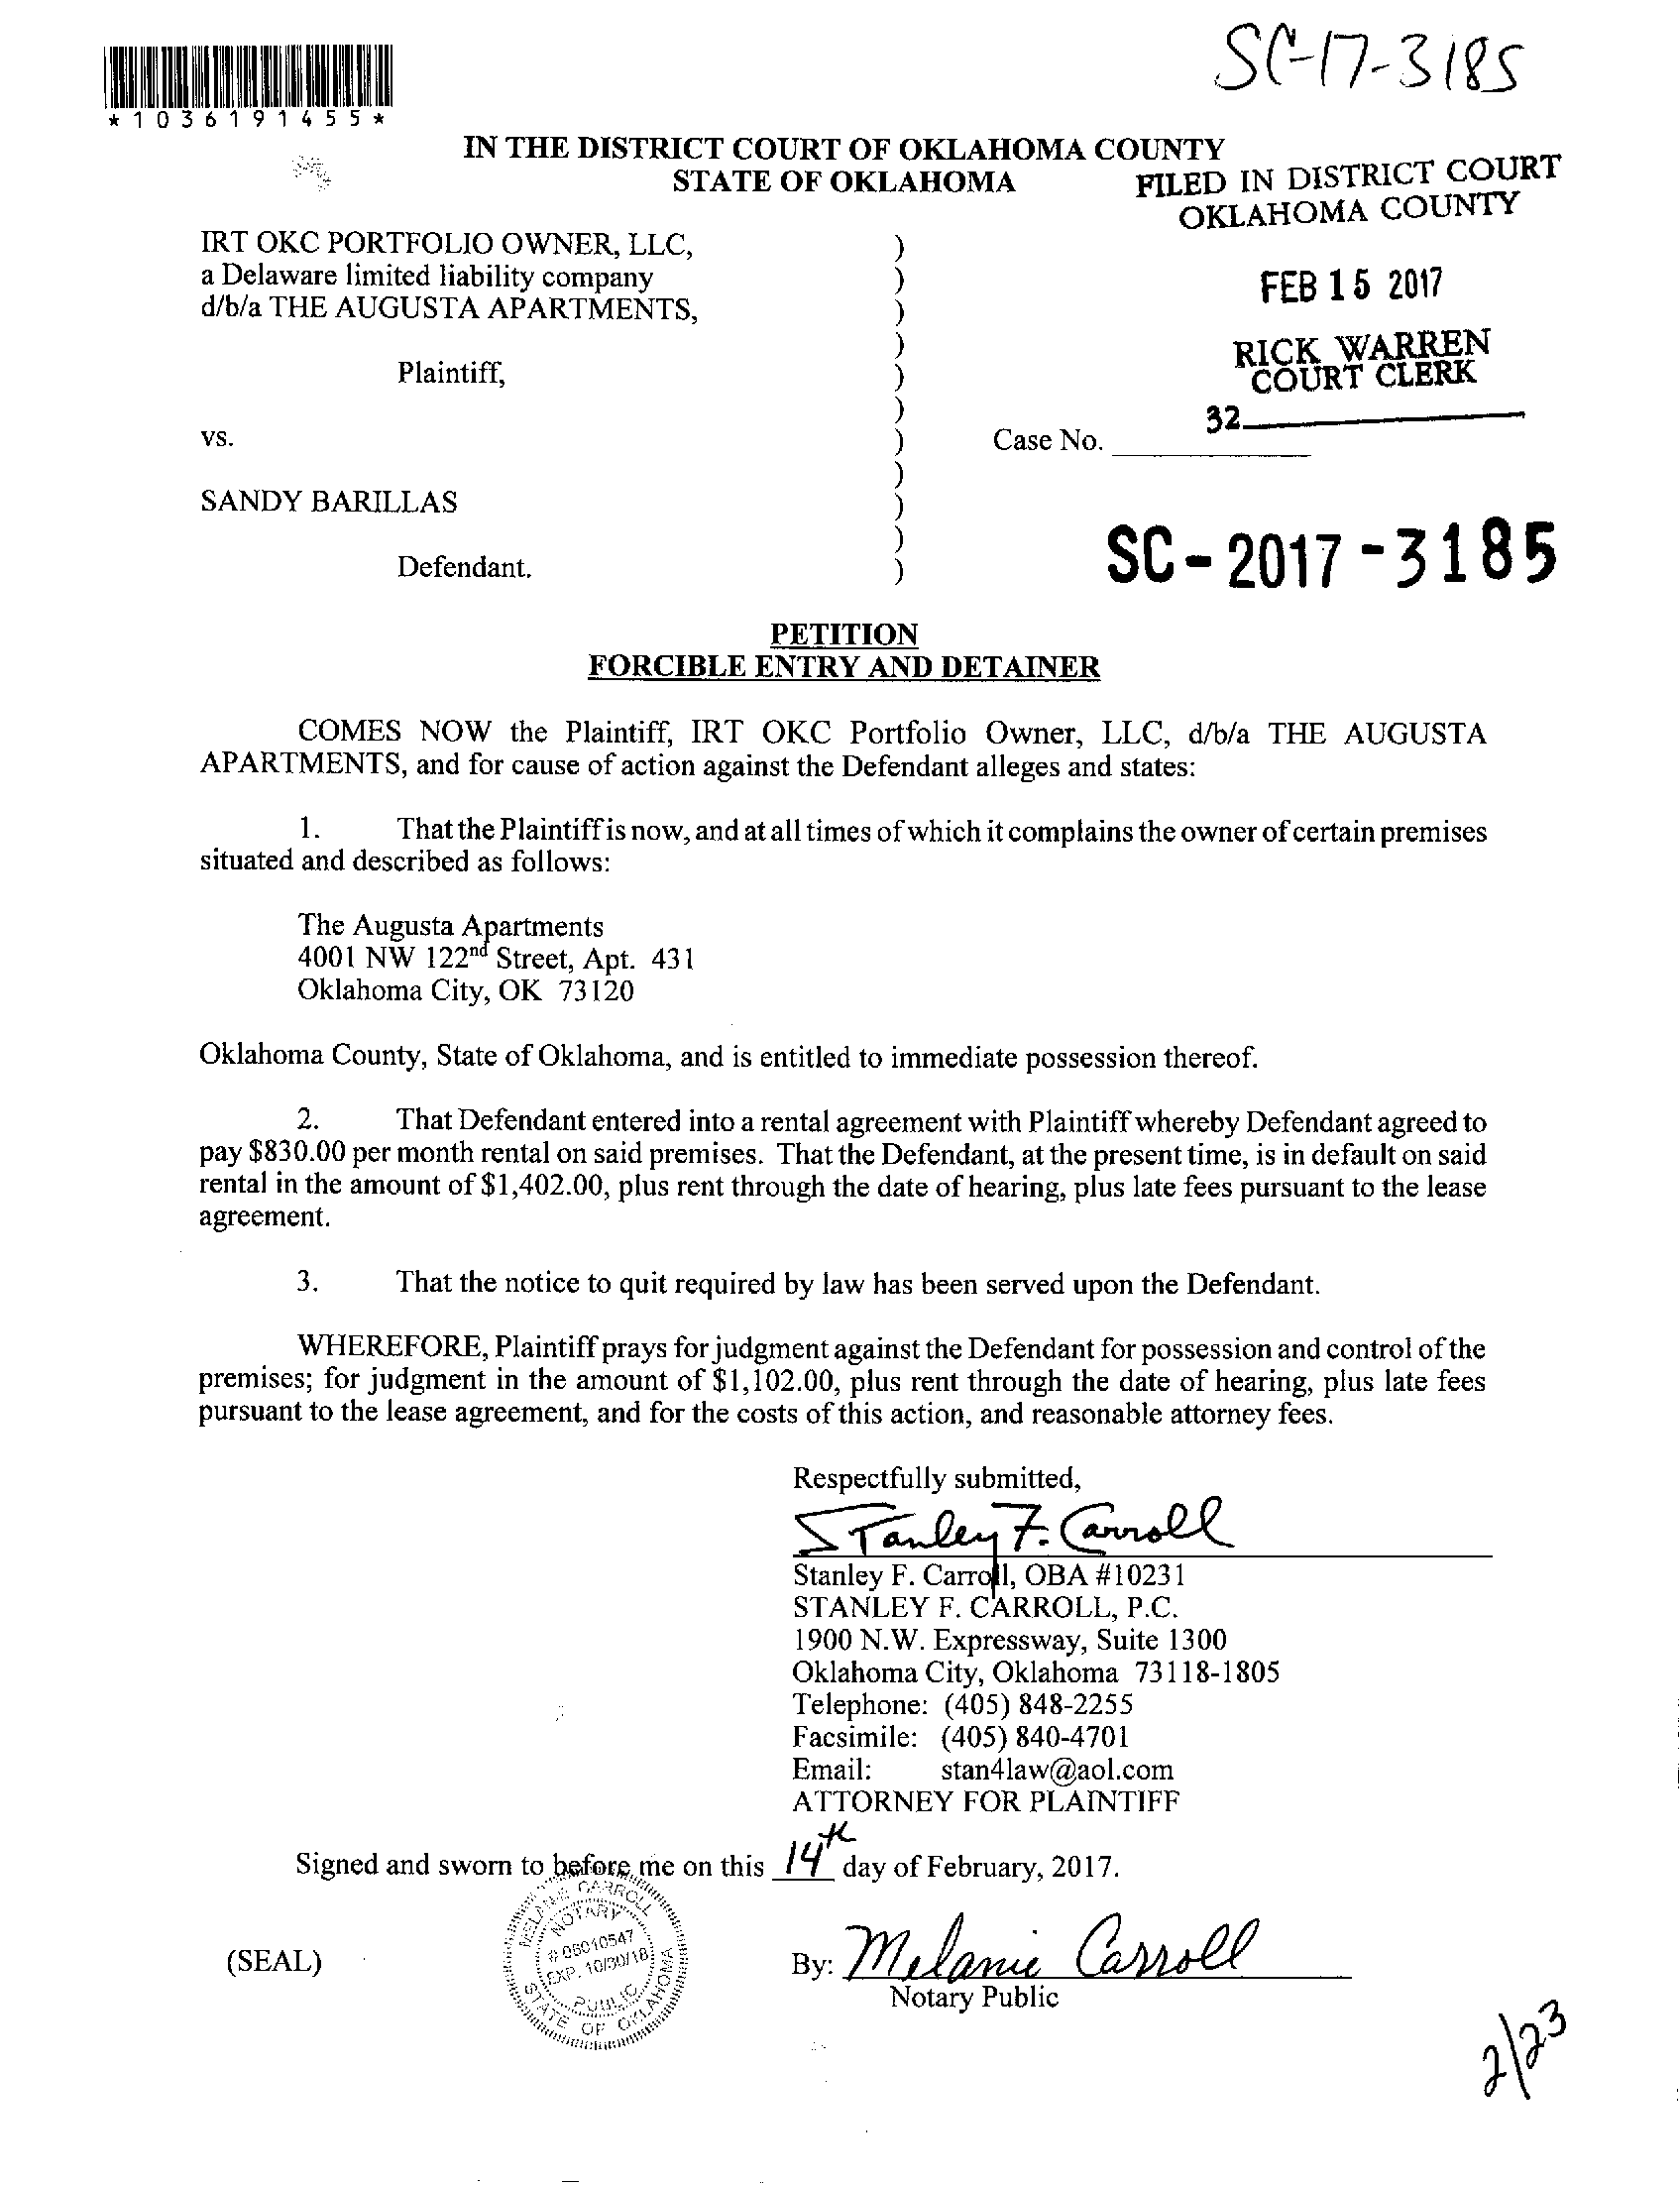 SC-17-3185
*1036191455*
IN THE DISTRICT COURT OF OKLAHOMA COUNTY
STATE OF OKLAHOMA
FILED IN DISTRICT COURT
OKLAHOMA COUNTY
IRT OKC PORTFOLIO OWNER, LLC, )
a Delaware limited liability company )
d/b/a THE AUGUSTA APARTMENTS, )
FEB 15 2017
)
Plaintiff, )
RICK WARREN
COURT CLERK
)
32
vs. ) Case No.
)
SANDY BARILLAS )
)
Defendant. )
SC-2017-3185
PETITION
FORCIBLE ENTRY AND DETAINER
COMES NOW the Plaintiff, IRT OKC Portfolio Owner, LLC, d/b/a THE AUGUSTA
APARTMENTS, and for cause of action against the Defendant alleges and states:
1. That the Plaintiff is now, and at all times of which it complains the owner of certain premises
situated and described as follows:
The Augusta Apartments
4001 NW 122nd Street, Apt. 431
Oklahoma City, OK 73120
Oklahoma County, State of Oklahoma, and is entitled to immediate possession thereof.
2. That Defendant entered into a rental agreement with Plaintiff whereby Defendant agreed to
pay $830.00 per month rental on said premises. That the Defendant, at the present time, is in default on said
rental in the amount of $1,402.00, plus rent through the date of hearing, plus late fees pursuant to the lease
agreement.
3. That the notice to quit required by law has been served upon the Defendant.
WHEREFORE, Plaintiff prays for judgment against the Defendant for possession and control of the
premises; for judgment in the amount of $1,102.00, plus rent through the date of hearing, plus late fees
pursuant to the lease agreement, and for the costs of this action, and reasonable attorney fees.
Respectfully submitted,
Stanley F. Carroll
Stanley F. Carroll, OBA #10231
STANLEY F. CARROLL, P.C.
1900 N.W. Expressway, Suite 1300
Oklahoma City, Oklahoma 73118-1805
Telephone: (405) 848-2255
Facsimile: (405) 840-4701
Email: stan4law@aol.com
ATTORNEY FOR PLAINTIFF
Signed and sworn to before me on this 14th day of February, 2017.
MELANIE CARROLL
NOTARY
# 06010547
EXP. 10/30/18
PUBLIC
STATE OF OKLAHOMA
(SEAL)
By: Melanie Carroll
Notary Public
2/23